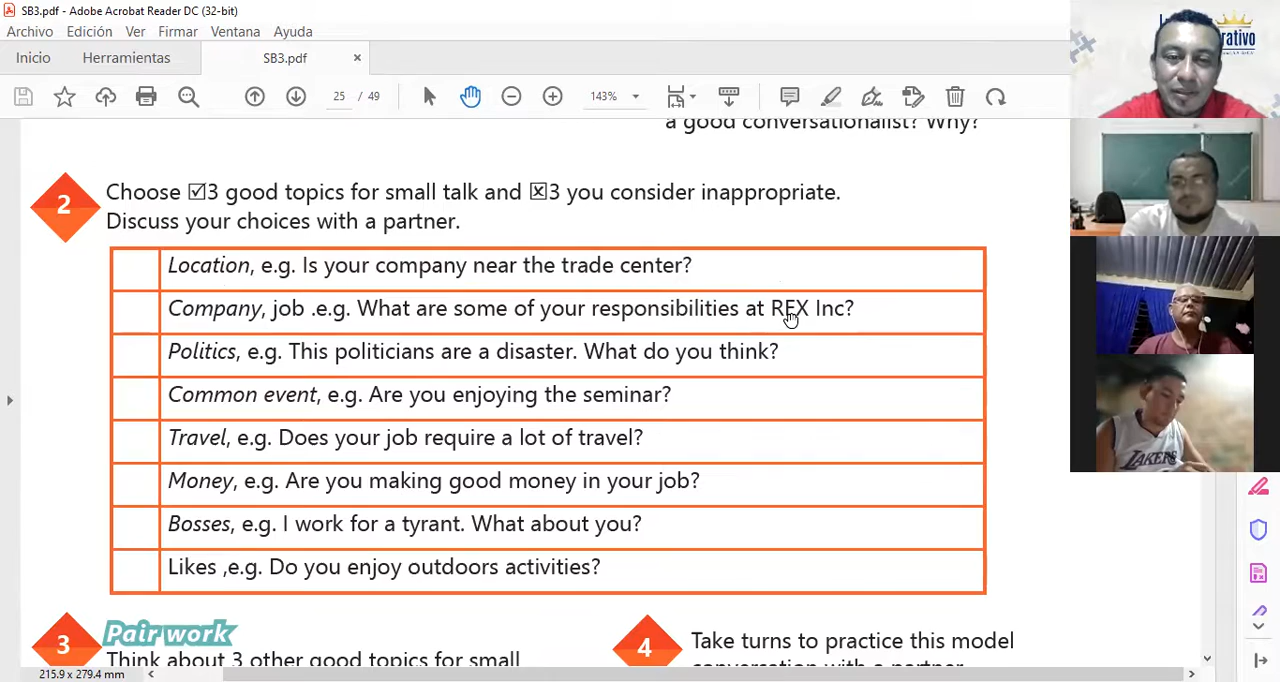 SB3.pdf - Adobe Acrobat Reader DC (32-bit)
Archivo Edición Ver Firmar Ventana Ayuda
Inicio Herramientas SB3.pdf ×
25 / 49 143%
a good conversationalist? Why?
2 Choose ☑3 good topics for small talk and ☒3 you consider inappropriate.
Discuss your choices with a partner.
Location, e.g. Is your company near the trade center?
Company, job .e.g. What are some of your responsibilities at RFX Inc?
Politics, e.g. This politicians are a disaster. What do you think?
Common event, e.g. Are you enjoying the seminar?
Travel, e.g. Does your job require a lot of travel?
Money, e.g. Are you making good money in your job?
Bosses, e.g. I work for a tyrant. What about you?
Likes ,e.g. Do you enjoy outdoors activities?
3 Pair work
Think about 3 other good topics for small
4 Take turns to practice this model
conversation with a partner
215.9 x 279.4 mm
LAKERS